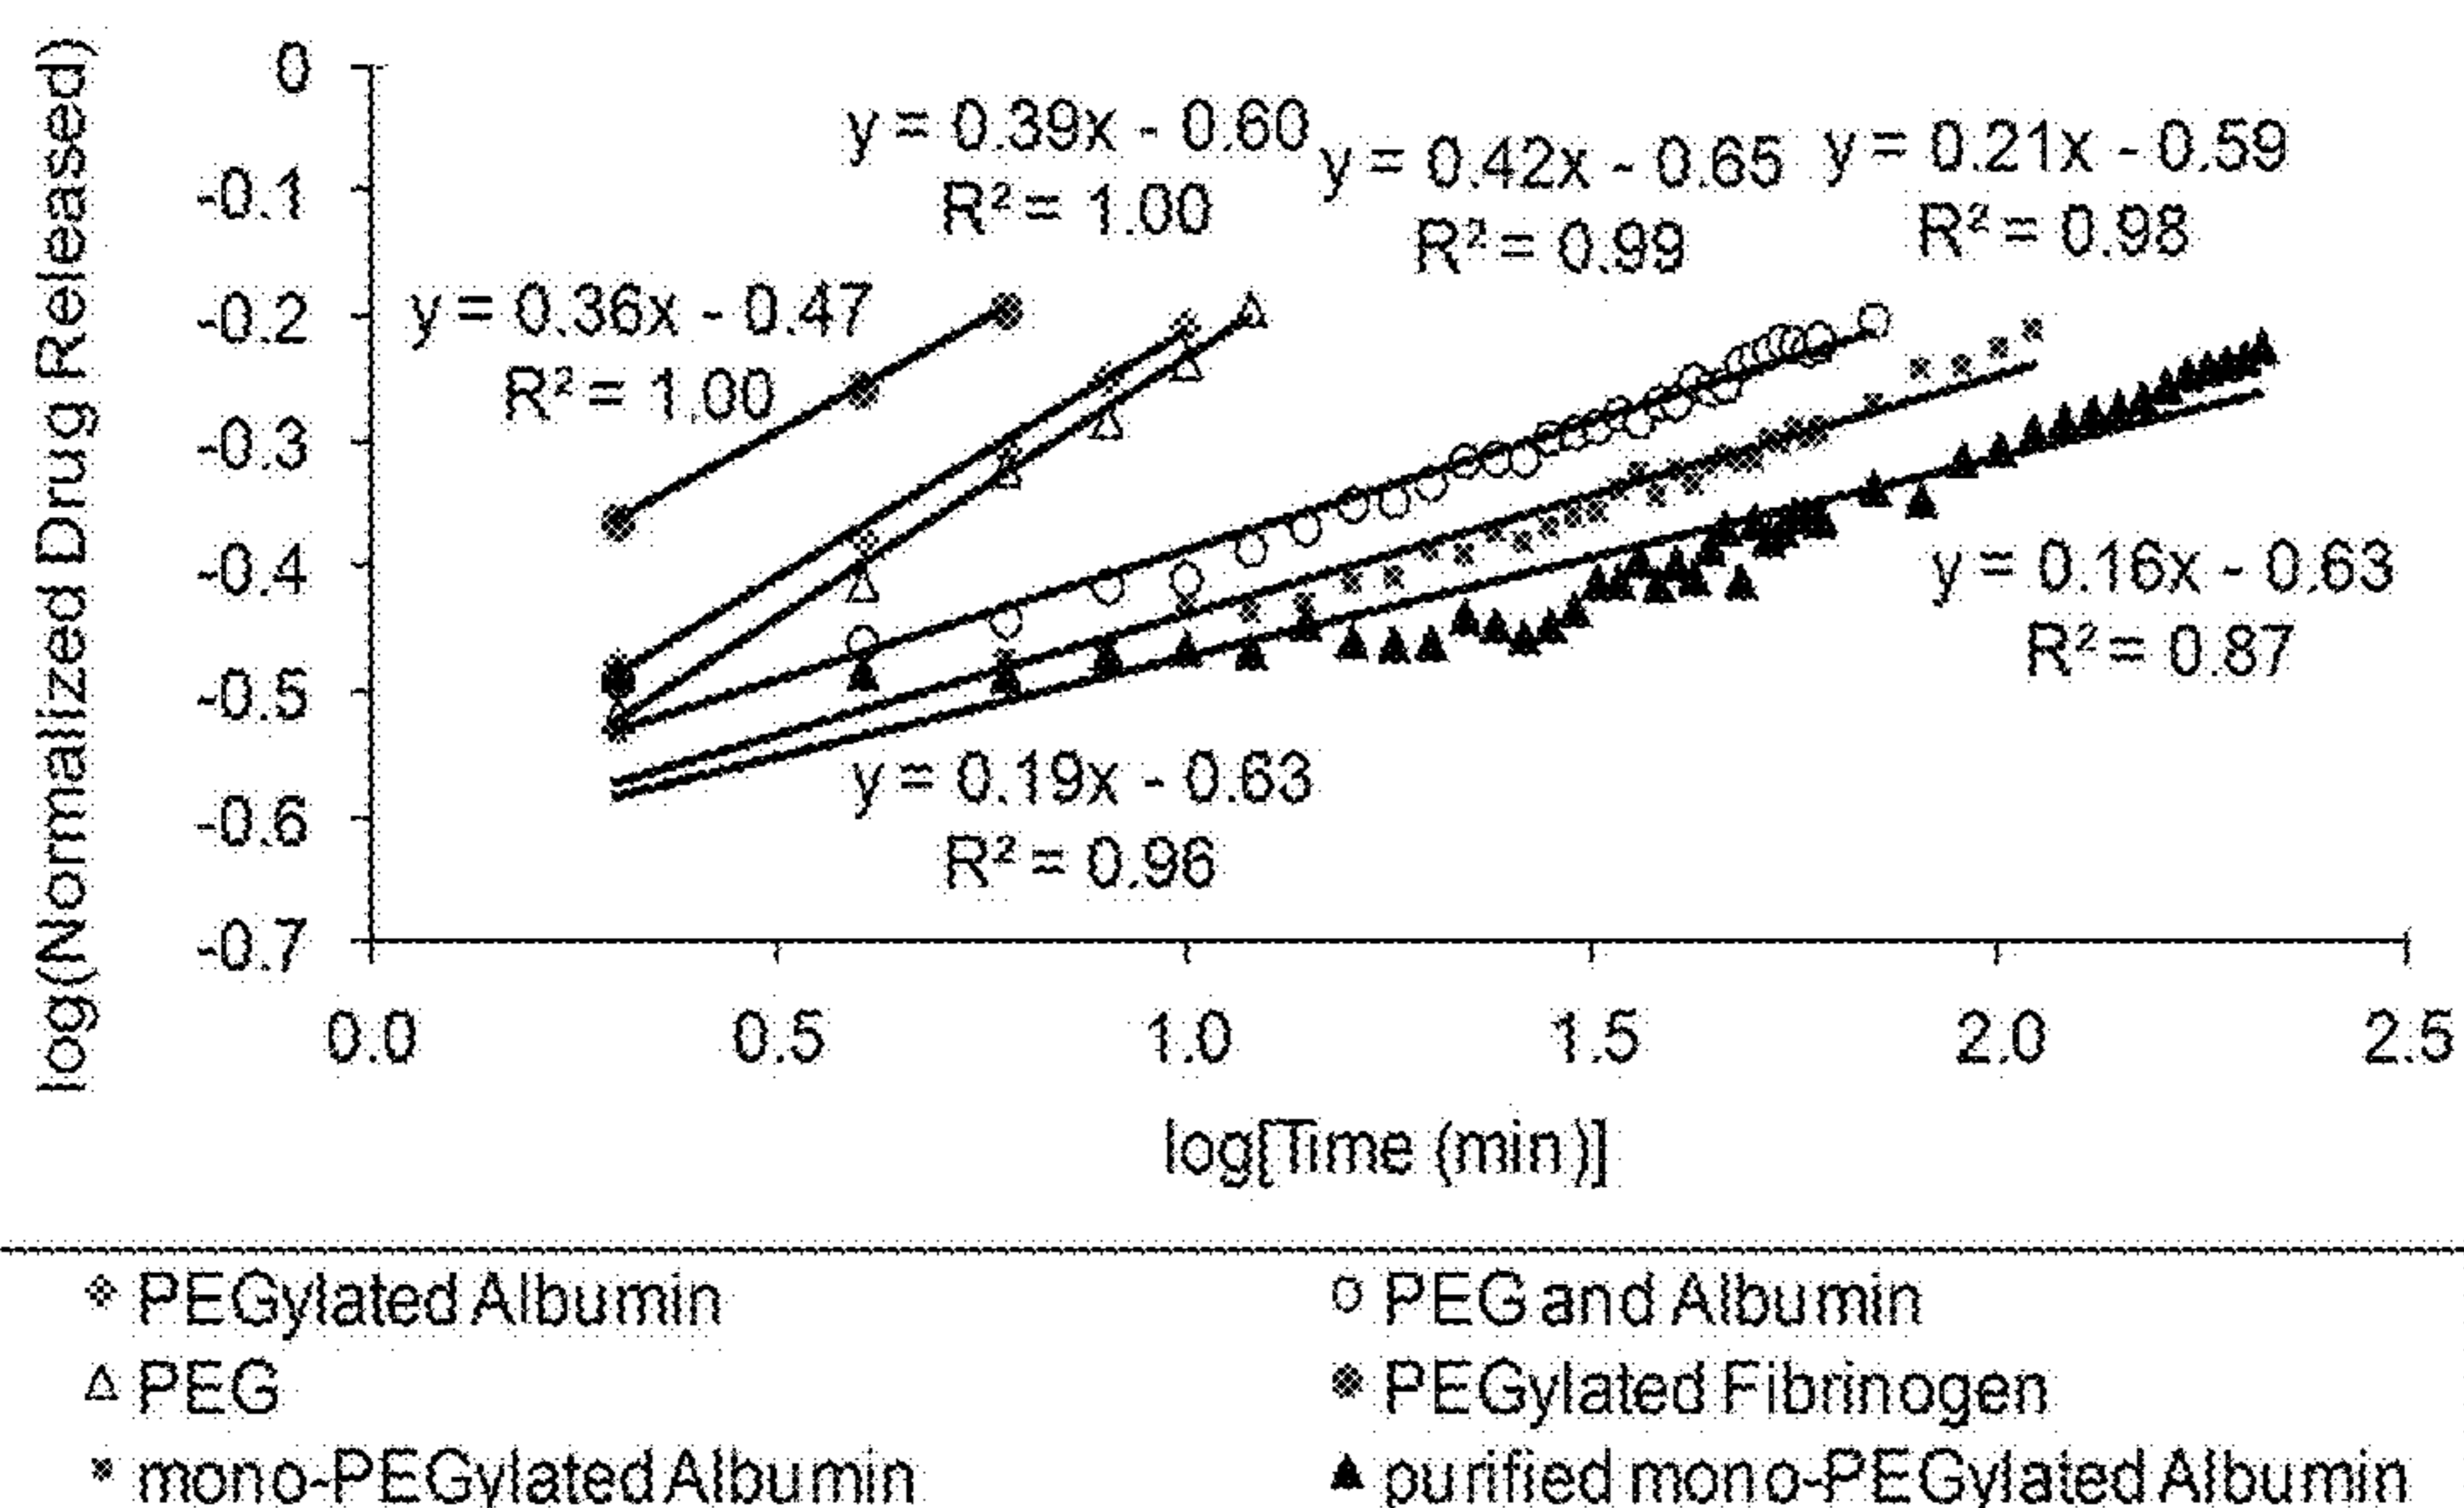 log(Normalized Drug Released)
0
-0.1
-0.2
-0.3
-0.4
-0.5
-0.6
-0.7
y = 0.39x - 0.60
R² = 1.00
y = 0.42x - 0.65
R² = 0.99
y = 0.21x - 0.59
R² = 0.98
y = 0.36x - 0.47
R² = 1.00
y = 0.16x - 0.63
R² = 0.87
y = 0.19x - 0.63
R² = 0.96
0.0 0.5 1.0 1.5 2.0 2.5
log[Time (min)]
PEGylated Albumin
PEG and Albumin
PEG
PEGylated Fibrinogen
mono-PEGylated Albumin
purified mono-PEGylated Albumin